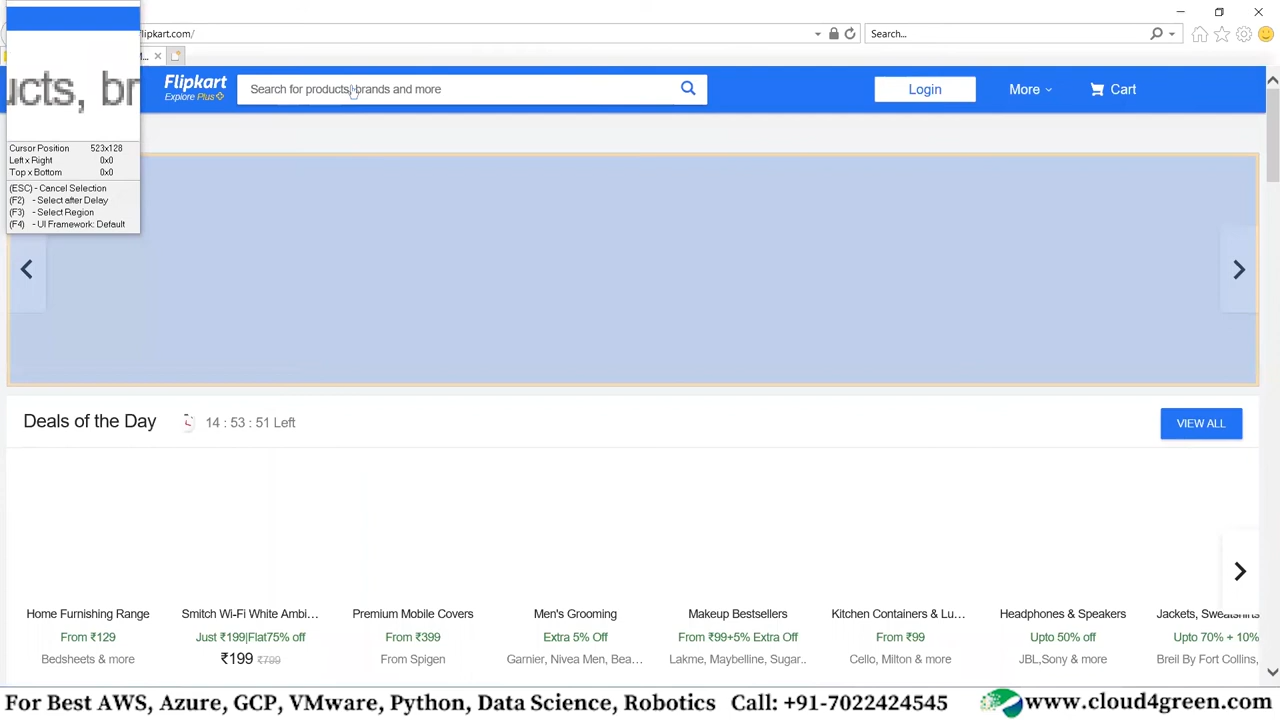 lipkart.com/
Search...
...
ucts, br
Flipkart
Explore Plus
Search for products, brands and more
Login
More
Cart
Cursor Position 523x128
Left x Right 0x0
Top x Bottom 0x0
(ESC) - Cancel Selection
(F2) - Select after Delay
(F3) - Select Region
(F4) - UI Framework: Default
Deals of the Day
14 : 53 : 51 Left
VIEW ALL
Home Furnishing Range
From ₹129
Bedsheets & more
Smitch Wi-Fi White Ambi...
Just ₹199|Flat75% off
₹199 ₹799
Premium Mobile Covers
From ₹399
From Spigen
Men's Grooming
Extra 5% Off
Garnier, Nivea Men, Bea...
Makeup Bestsellers
From ₹99+5% Extra Off
Lakme, Maybelline, Sugar..
Kitchen Containers & Lu...
From ₹99
Cello, Milton & more
Headphones & Speakers
Upto 50% off
JBL,Sony & more
Jackets, Sweatshirts
Upto 70% + 10%
Breil By Fort Collins,
For Best AWS, Azure, GCP, VMware, Python, Data Science, Robotics Call: +91-7022424545 www.cloud4green.com